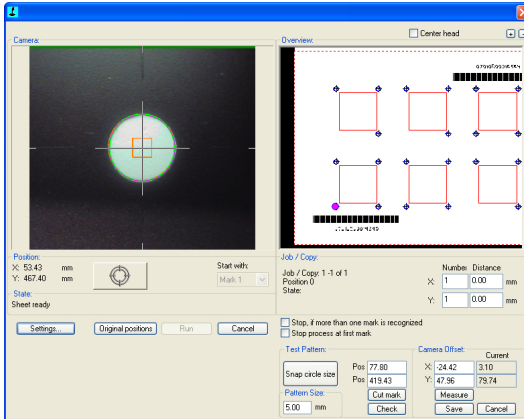 Center head
Camera:
Overview:
+ -
Position:
X: 53.43 mm
Y: 467.40 mm
Start with:
Mark 1
State:
Sheet ready
Settings...
Original positions
Run
Cancel
Job / Copy:
Job / Copy: 1 -1 of 1
Position 0
State:
Number Distance
X: 1 0.00 mm
Y: 1 0.00 mm
Stop, if more than one mark is recognized
Stop process at first mark
Test Pattern:
Snap circle size
Pos 77.80
Pos 419.43
Cut mark
Check
Pattern Size:
5.00 mm
Camera Offset:
Current
X: -24.42 3.10
Y: 47.96 79.74
Measure
Save
Cancel